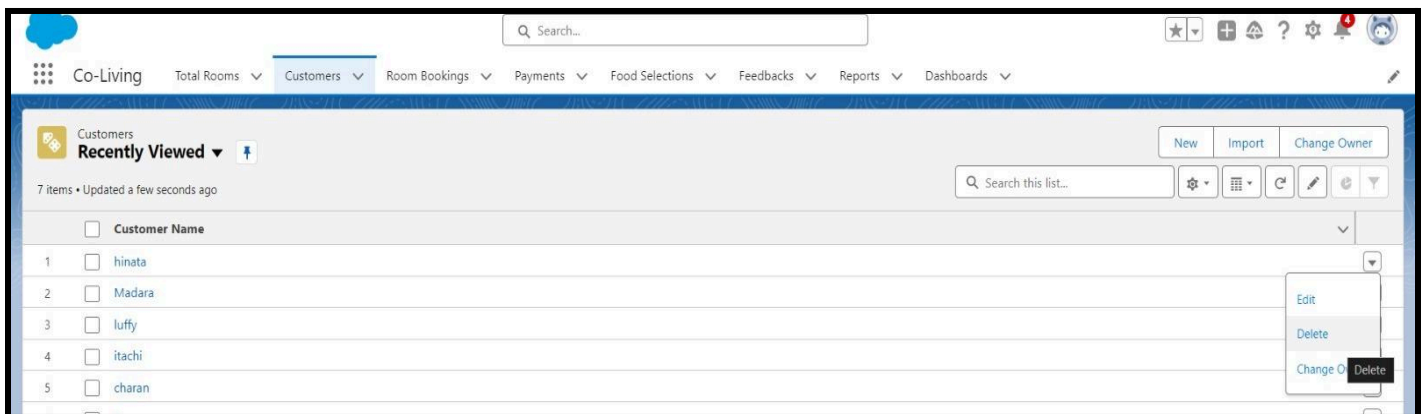 Search...
4
Co-Living Total Rooms Customers Room Bookings Payments Food Selections Feedbacks Reports Dashboards
Customers
Recently Viewed
New Import Change Owner
7 items • Updated a few seconds ago
Search this list...
Customer Name
1 hinata
2 Madara
Edit
3 luffy
Delete
4 itachi
Change O
Delete
5 charan